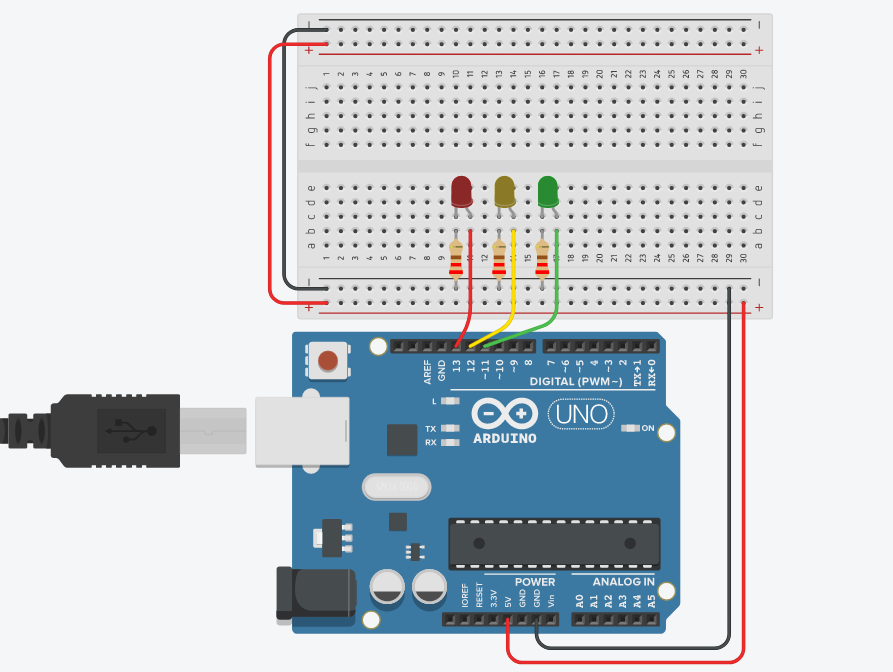 − −
+ +
1 2 3 4 5 6 7 8 9 10 11 12 13 14 15 16 17 18 19 20 21 22 23 24 25 26 27 28 29 30
j j
i i
h h
g g
f f
e e
d d
c c
b b
a a
1 2 3 4 5 6 7 8 9 10 11 12 13 14 15 16 17 18 19 20 21 22 23 24 25 26 27 28 29 30
− −
+ +
AREF GND 13 12 ~11 ~10 ~9 8 7 ~6 ~5 4 ~3 2 TX→1 RX←0
DIGITAL (PWM~)
L
TX
RX
− +
UNO
ON
ARDUINO
POWER ANALOG IN
IOREF RESET 3.3V 5V GND GND Vin A0 A1 A2 A3 A4 A5